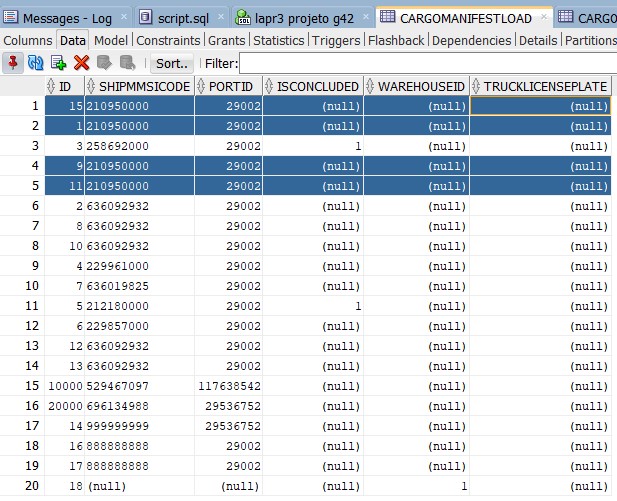 Messages - Log script.sql lapr3 projeto g42 CARGOMANIFESTLOAD CARGO
Columns Data Model Constraints Grants Statistics Triggers Flashback Dependencies Details Partitions
Sort.. Filter:
ID SHIPMMSICODE PORTID ISCONCLUDED WAREHOUSEID TRUCKLICENSEPLATE
1 15 210950000 29002 (null) (null) (null)
2 1 210950000 29002 (null) (null) (null)
3 3 258692000 29002 1 (null) (null)
4 9 210950000 29002 (null) (null) (null)
5 11 210950000 29002 (null) (null) (null)
6 2 636092932 29002 (null) (null) (null)
7 8 636092932 29002 (null) (null) (null)
8 10 636092932 29002 (null) (null) (null)
9 4 229961000 29002 (null) (null) (null)
10 7 636019825 29002 (null) (null) (null)
11 5 212180000 29002 1 (null) (null)
12 6 229857000 29002 (null) (null) (null)
13 12 636092932 29002 (null) (null) (null)
14 13 636092932 29002 (null) (null) (null)
15 10000 529467097 117638542 (null) (null) (null)
16 20000 696134988 29536752 (null) (null) (null)
17 14 999999999 29536752 (null) (null) (null)
18 16 888888888 29002 (null) (null) (null)
19 17 888888888 29002 (null) (null) (null)
20 18 (null) (null) (null) 1 (null)